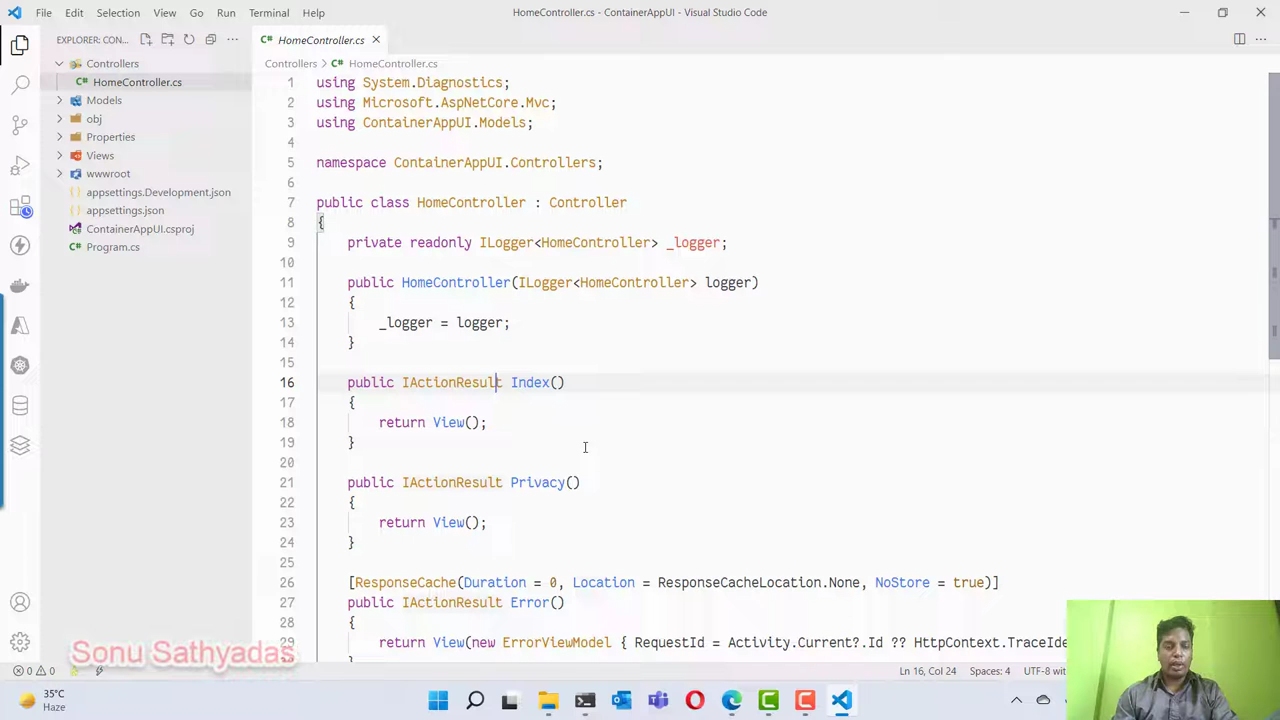 File Edit Selection View Go Run Terminal Help
HomeController.cs - ContainerAppUI - Visual Studio Code
EXPLORER: CON...
Controllers
HomeController.cs
Models
obj
Properties
Views
wwwroot
appsettings.Development.json
appsettings.json
ContainerAppUI.csproj
Program.cs
HomeController.cs
Controllers > HomeController.cs
1 using System.Diagnostics;
2 using Microsoft.AspNetCore.Mvc;
3 using ContainerAppUI.Models;
4
5 namespace ContainerAppUI.Controllers;
6
7 public class HomeController : Controller
8 {
9 private readonly ILogger<HomeController> _logger;
10
11 public HomeController(ILogger<HomeController> logger)
12 {
13 _logger = logger;
14 }
15
16 public IActionResult Index()
17 {
18 return View();
19 }
20
21 public IActionResult Privacy()
22 {
23 return View();
24 }
25
26 [ResponseCache(Duration = 0, Location = ResponseCacheLocation.None, NoStore = true)]
27 public IActionResult Error()
28 {
29 return View(new ErrorViewModel { RequestId = Activity.Current?.Id ?? HttpContext.TraceIde
Sonu Sathyadas
0 0
Ln 16, Col 24 Spaces: 4 UTF-8
35°C
Haze